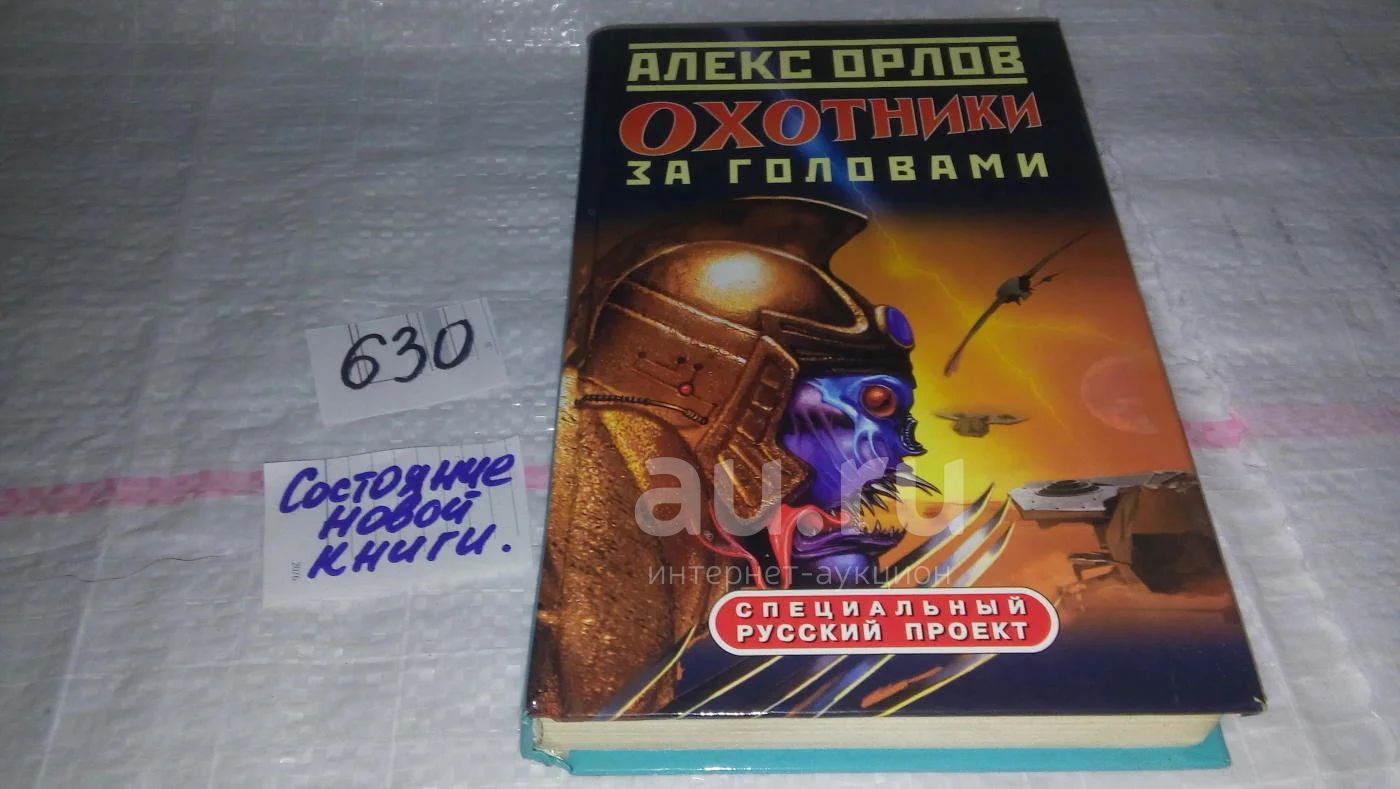 АЛЕКС ОРЛОВ
ОХОТНИКИ
ЗА ГОЛОВАМИ
630
Состояние
новой
книги.
au.ru
интернет-аукцион
СПЕЦИАЛЬНЫЙ
РУССКИЙ ПРОЕКТ